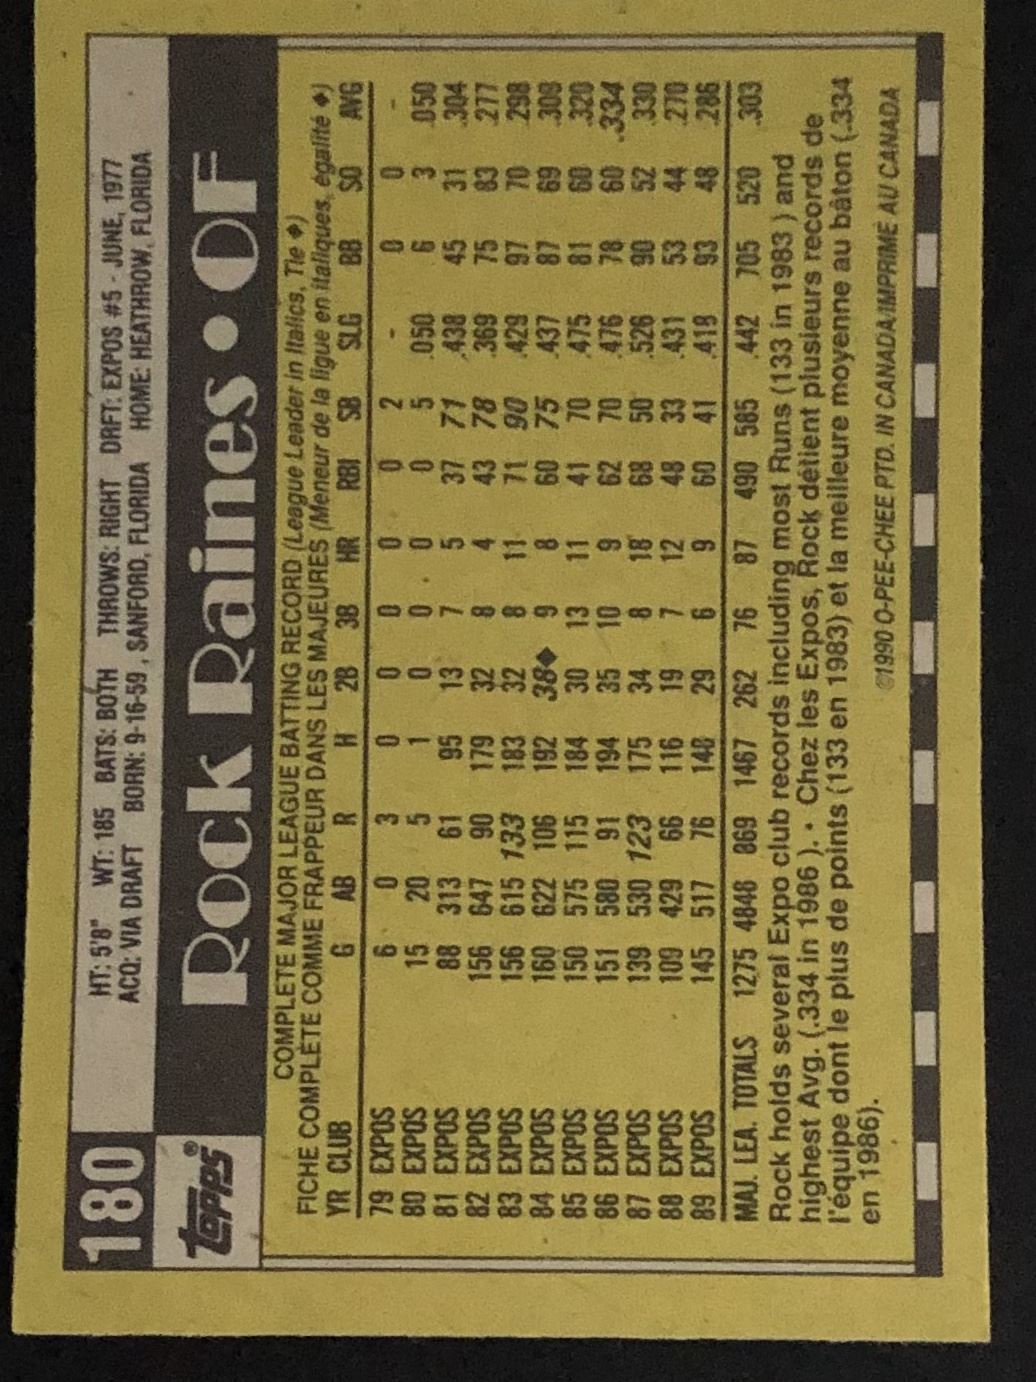 180
HT: 5'8" WT: 185 BATS: BOTH THROWS: RIGHT DRFT: EXPOS #5 - JUNE, 1977
ACQ: VIA DRAFT BORN: 9-16-59, SANFORD, FLORIDA HOME: HEATHROW, FLORIDA
topps®
Rock Raines • OF
COMPLETE MAJOR LEAGUE BATTING RECORD (League Leader in Italics, Tie ♦)
FICHE COMPLÈTE COMME FRAPPEUR DANS LES MAJEURES (Meneur de la ligue en italiques, égalité ♦)
YR CLUB G AB R H 2B 3B HR RBI SB SLG BB SO AVG
79 EXPOS 6 0 3 0 0 0 0 0 2 - 0 0 -
80 EXPOS 15 20 5 1 0 0 0 0 5 .050 6 3 .050
81 EXPOS 88 313 61 95 13 7 5 37 71 .438 45 31 .304
82 EXPOS 156 647 90 179 32 8 4 43 78 .369 75 83 .277
83 EXPOS 156 615 133 183 32 8 11 71 90 .429 97 70 .298
84 EXPOS 160 622 106 192 38♦ 9 8 60 75 .437 87 69 .309
85 EXPOS 150 575 115 184 30 13 11 41 70 .475 81 60 .320
86 EXPOS 151 580 91 194 35 10 9 62 70 .476 78 60 .334
87 EXPOS 139 530 123 175 34 8 18 68 50 .526 90 52 .330
88 EXPOS 109 429 66 116 19 7 12 48 33 .431 53 44 .270
89 EXPOS 145 517 76 148 29 6 9 60 41 .418 93 48 .286
MAJ. LEA. TOTALS 1275 4848 869 1467 262 76 87 490 585 .442 705 520 .303
Rock holds several Expo club records including most Runs (133 in 1983 ) and
highest Avg. (.334 in 1986 ). • Chez les Expos, Rock détient plusieurs records de
l'équipe dont le plus de points (133 en 1983) et la meilleure moyenne au bâton (.334
en 1986).
©1990 O-PEE-CHEE PTD. IN CANADA/IMPRIMÉ AU CANADA